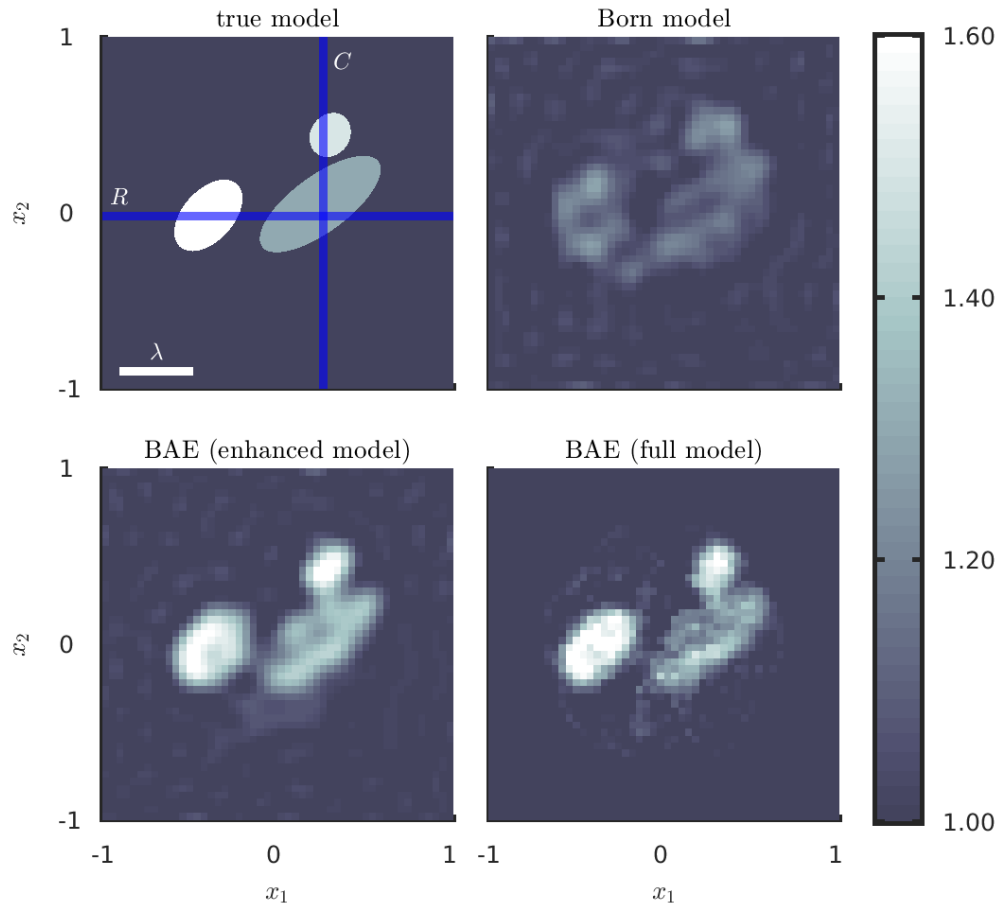 true model
Born model
1
C
1.60
x₂
0
R
λ
-1
1.40
BAE (enhanced model)
BAE (full model)
1
1.20
x₂
0
-1
1.00
-1 0 1
-1 0 1
x₁
x₁